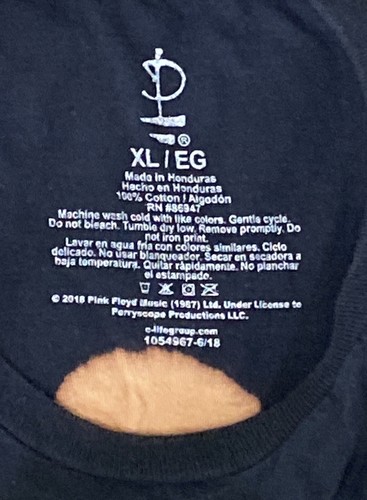 ®
XL / EG
Made in Honduras
Hecho en Honduras
100% Cotton / Algodón
RN #86947
Machine wash cold with like colors. Gentle cycle.
Do not bleach. Tumble dry low. Remove promptly. Do
not iron print.
Lavar en agua fria con colores similares. Ciclo
delicado. No usar blanqueador. Secar en secadora a
baja temperatura. Quitar rápidamente. No planchar
el estampado.
© 2018 Pink Floyd Music (1987) Ltd. Under License to
Perryscope Productions LLC.
c-lifegroup.com
1054967-6/18